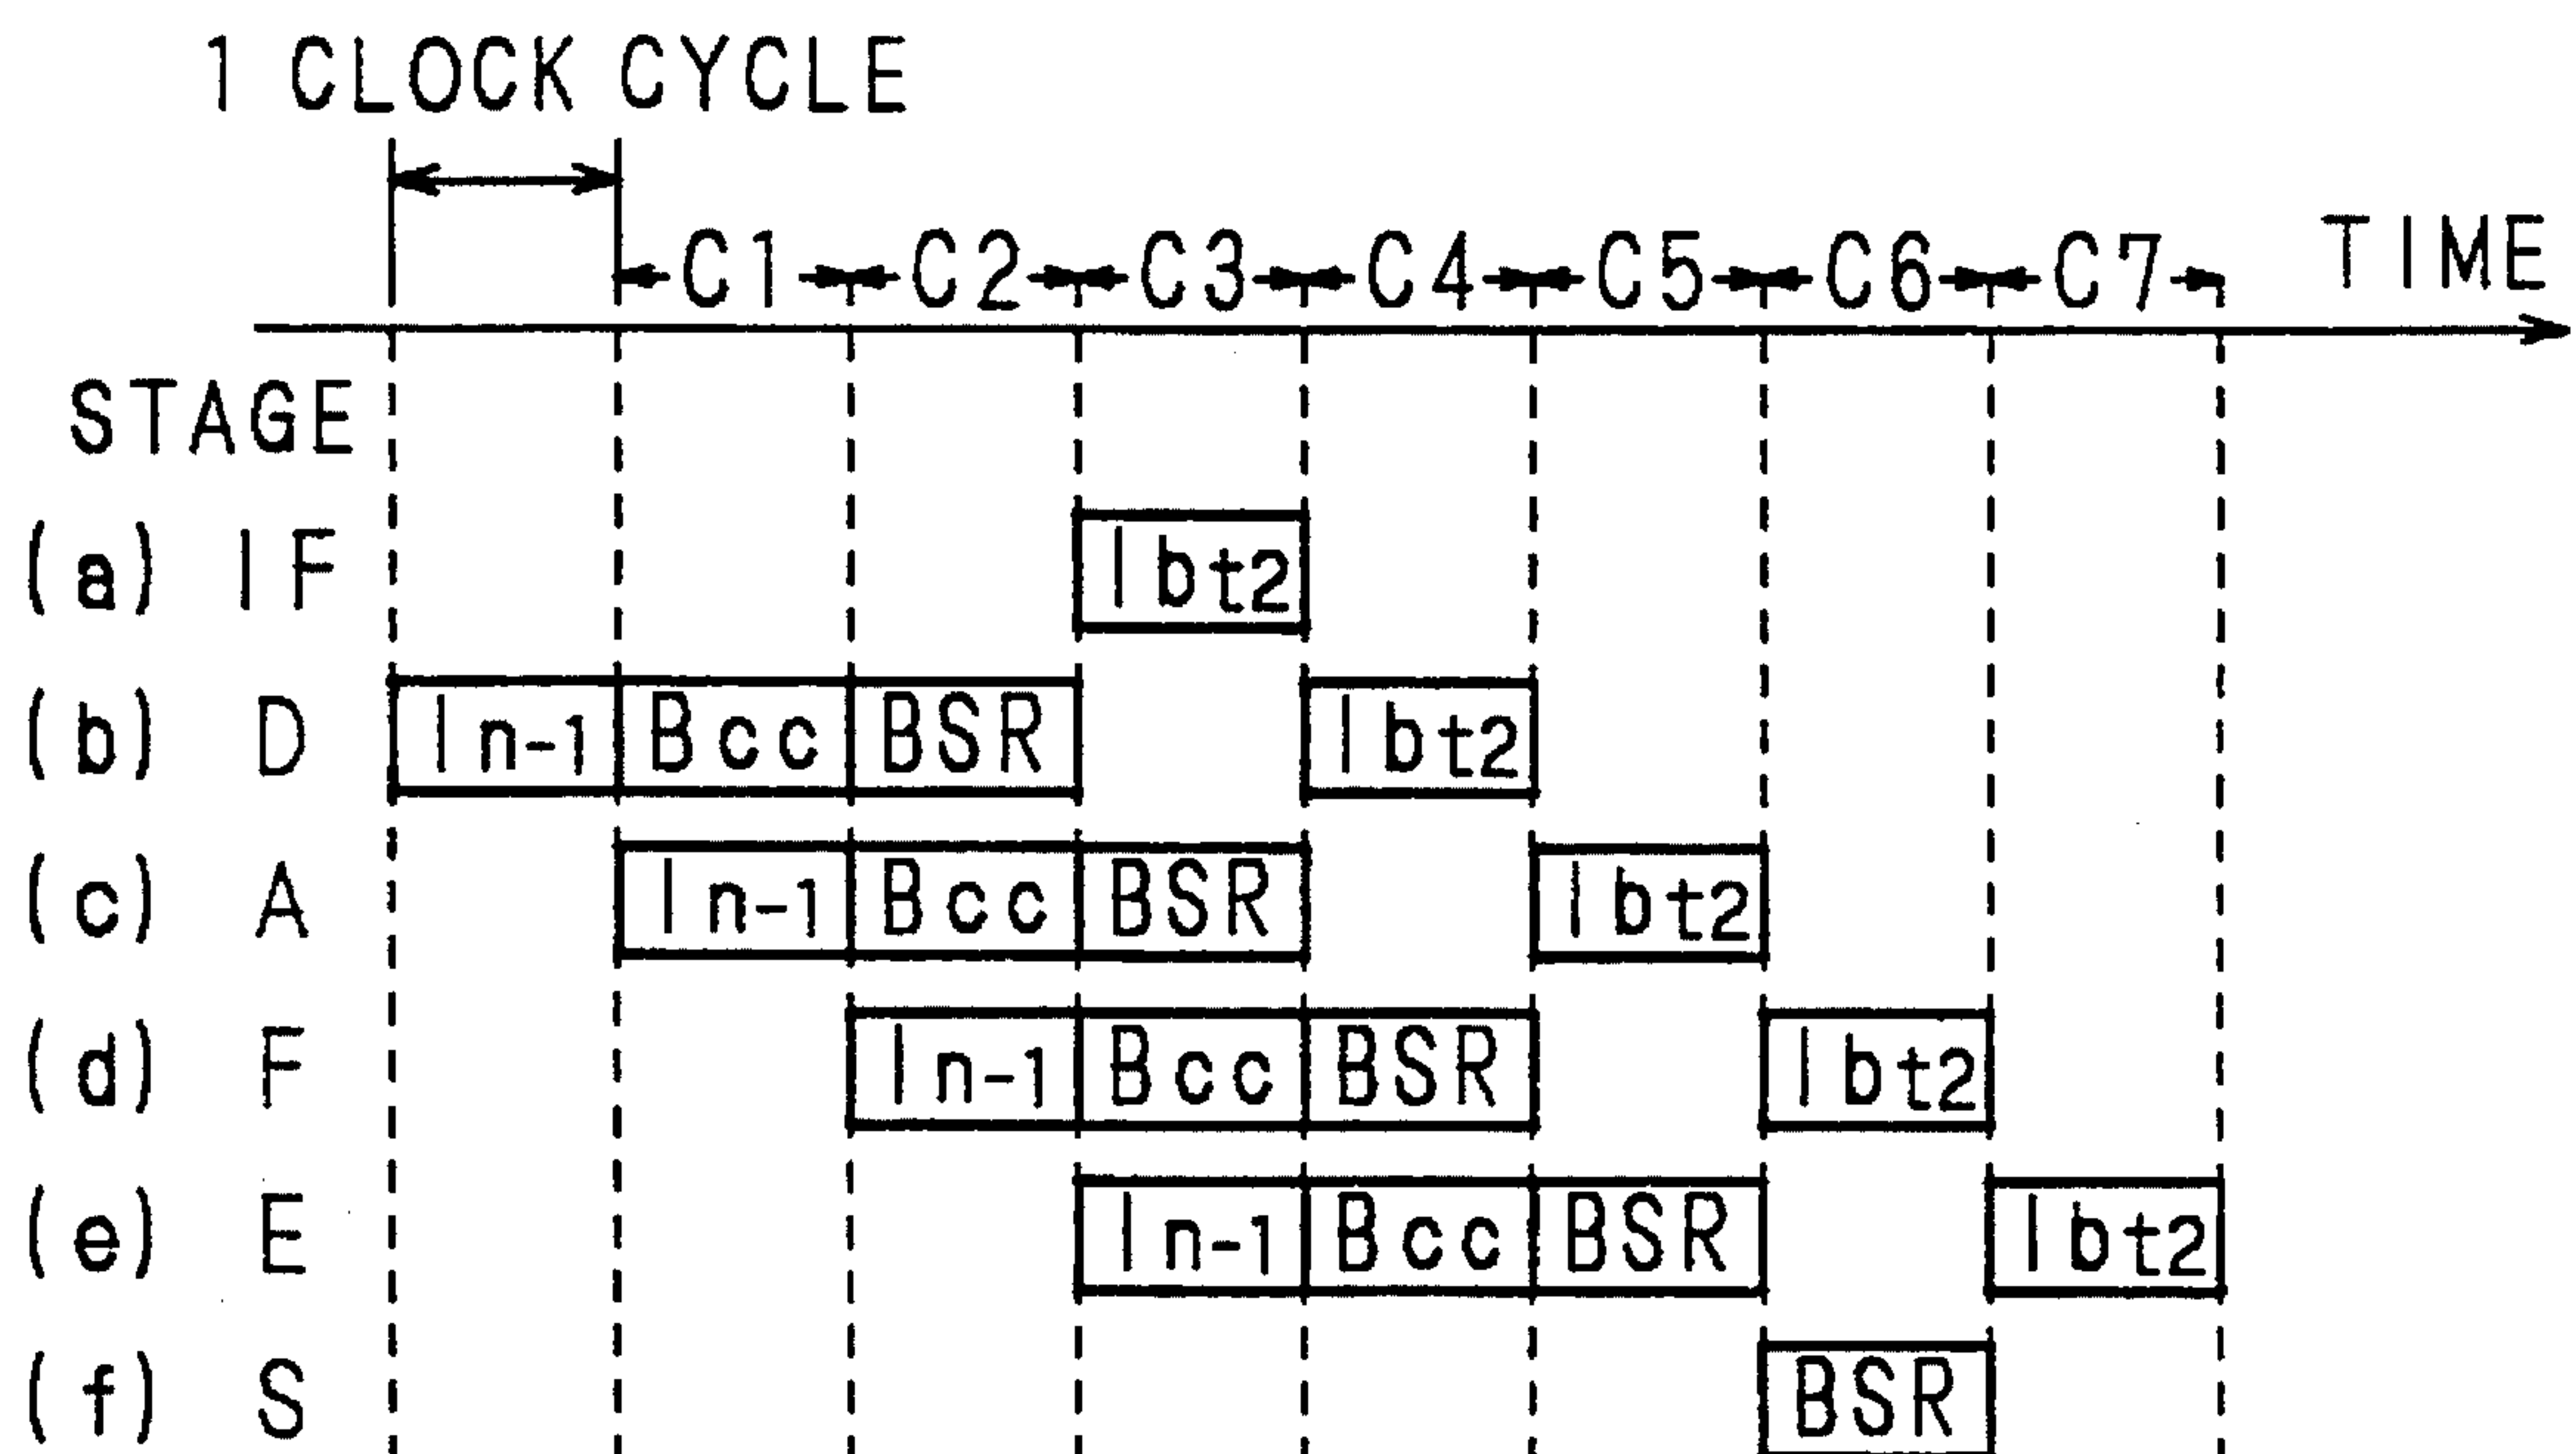 1 CLOCK CYCLE
C1 C2 C3 C4 C5 C6 C7 TIME
STAGE
(a) IF Ibt2
(b) D In-1 Bcc BSR Ibt2
(c) A In-1 Bcc BSR Ibt2
(d) F In-1 Bcc BSR Ibt2
(e) E In-1 Bcc BSR Ibt2
(f) S BSR